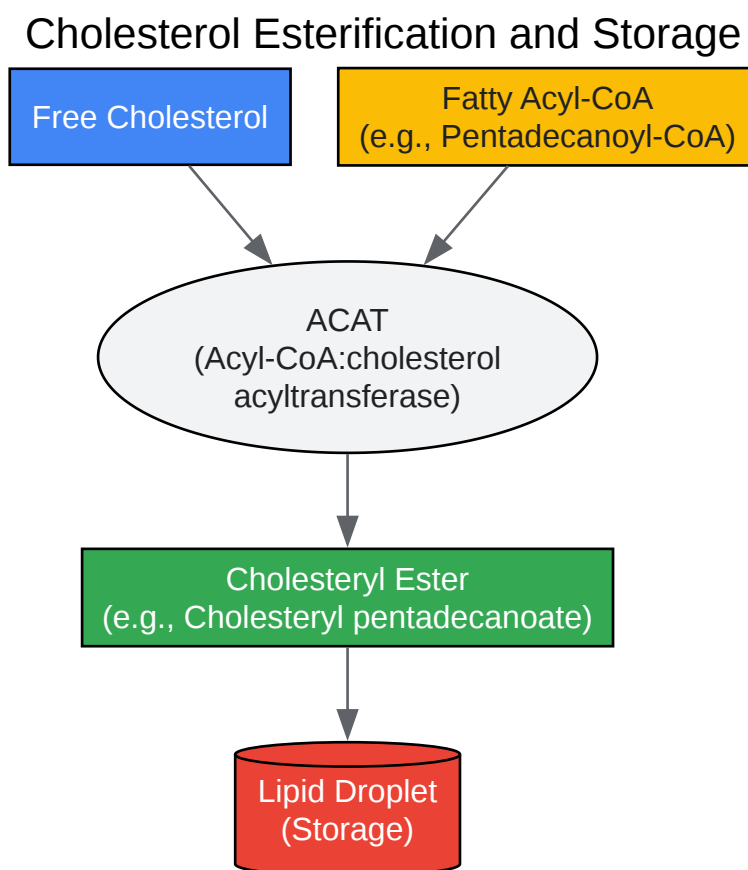 Cholesterol Esterification and Storage
Free Cholesterol
Fatty Acyl-CoA
(e.g., Pentadecanoyl-CoA)
ACAT
(Acyl-CoA:cholesterol
acyltransferase)
Cholesteryl Ester
(e.g., Cholesteryl pentadecanoate)
Lipid Droplet
(Storage)